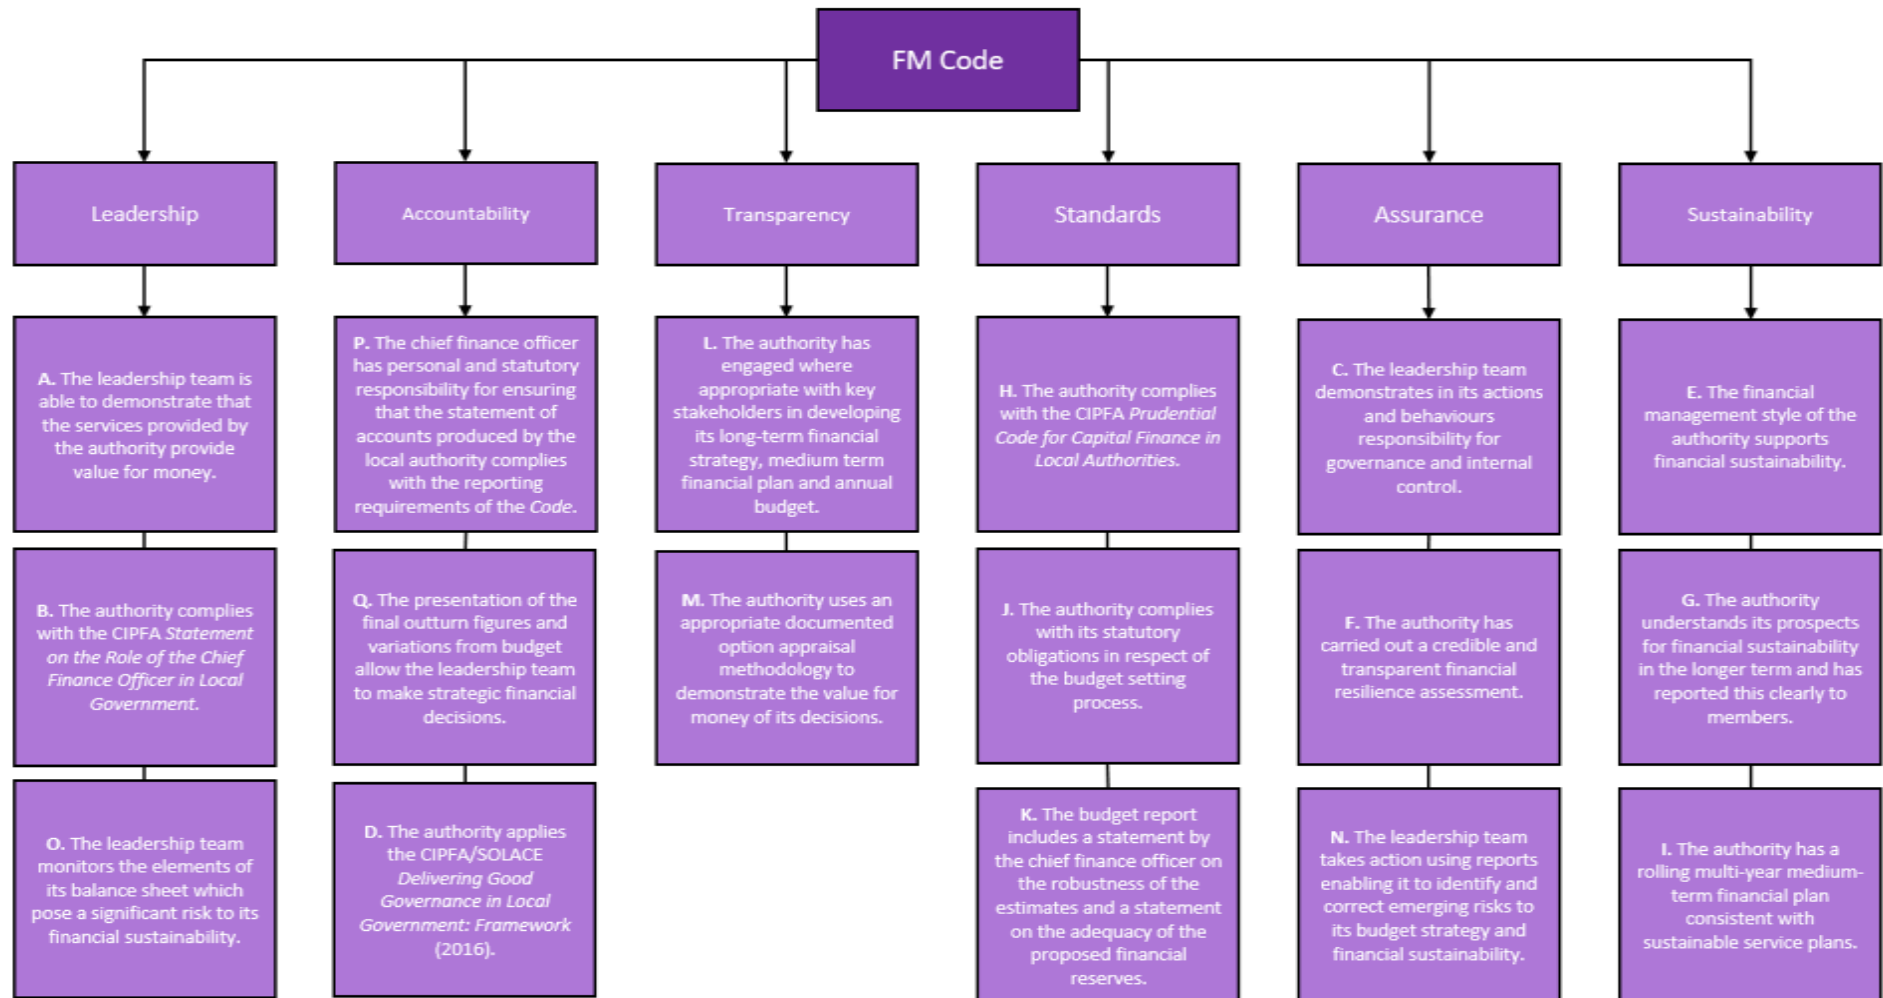 FM Code
Leadership
Accountability
Transparency
Standards
Assurance
Sustainability
A. The leadership team is
able to demonstrate that
the services provided by
the authority provide
value for money.
P. The chief finance officer
has personal and statutory
responsibility for ensuring
that the statement of
accounts produced by the
local authority complies
with the reporting
requirements of the Code.
L. The authority has
engaged where
appropriate with key
stakeholders in developing
its long-term financial
strategy, medium term
financial plan and annual
budget.
H. The authority complies
with the CIPFA Prudential
Code for Capital Finance in
Local Authorities.
C. The leadership team
demonstrates in its actions
and behaviours
responsibility for
governance and internal
control.
E. The financial
management style of the
authority supports
financial sustainability.
B. The authority complies
with the CIPFA Statement
on the Role of the Chief
Finance Officer in Local
Government.
Q. The presentation of the
final outturn figures and
variations from budget
allow the leadership team
to make strategic financial
decisions.
M. The authority uses an
appropriate documented
option appraisal
methodology to
demonstrate the value for
money of its decisions.
J. The authority complies
with its statutory
obligations in respect of
the budget setting
process.
F. The authority has
carried out a credible and
transparent financial
resilience assessment.
G. The authority
understands its prospects
for financial sustainability
in the longer term and has
reported this clearly to
members.
O. The leadership team
monitors the elements of
its balance sheet which
pose a significant risk to its
financial sustainability.
D. The authority applies
the CIPFA/SOLACE
Delivering Good
Governance in Local
Government: Framework
(2016).
K. The budget report
includes a statement by
the chief finance officer on
the robustness of the
estimates and a statement
on the adequacy of the
proposed financial
reserves.
N. The leadership team
takes action using reports
enabling it to identify and
correct emerging risks to
its budget strategy and
financial sustainability.
I. The authority has a
rolling multi-year medium-
term financial plan
consistent with
sustainable service plans.